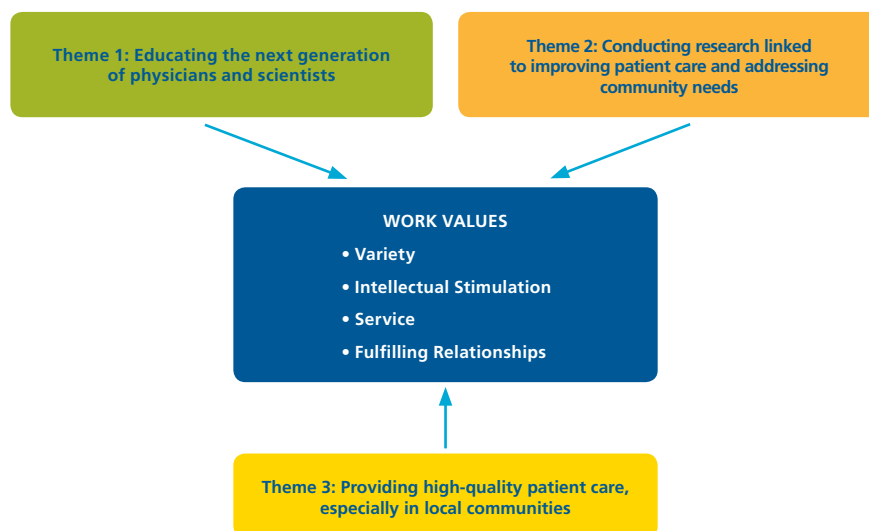 Theme 1: Educating the next generation
of physicians and scientists
Theme 2: Conducting research linked
to improving patient care and addressing
community needs
WORK VALUES
• Variety
• Intellectual Stimulation
• Service
• Fulfilling Relationships
Theme 3: Providing high-quality patient care,
especially in local communities